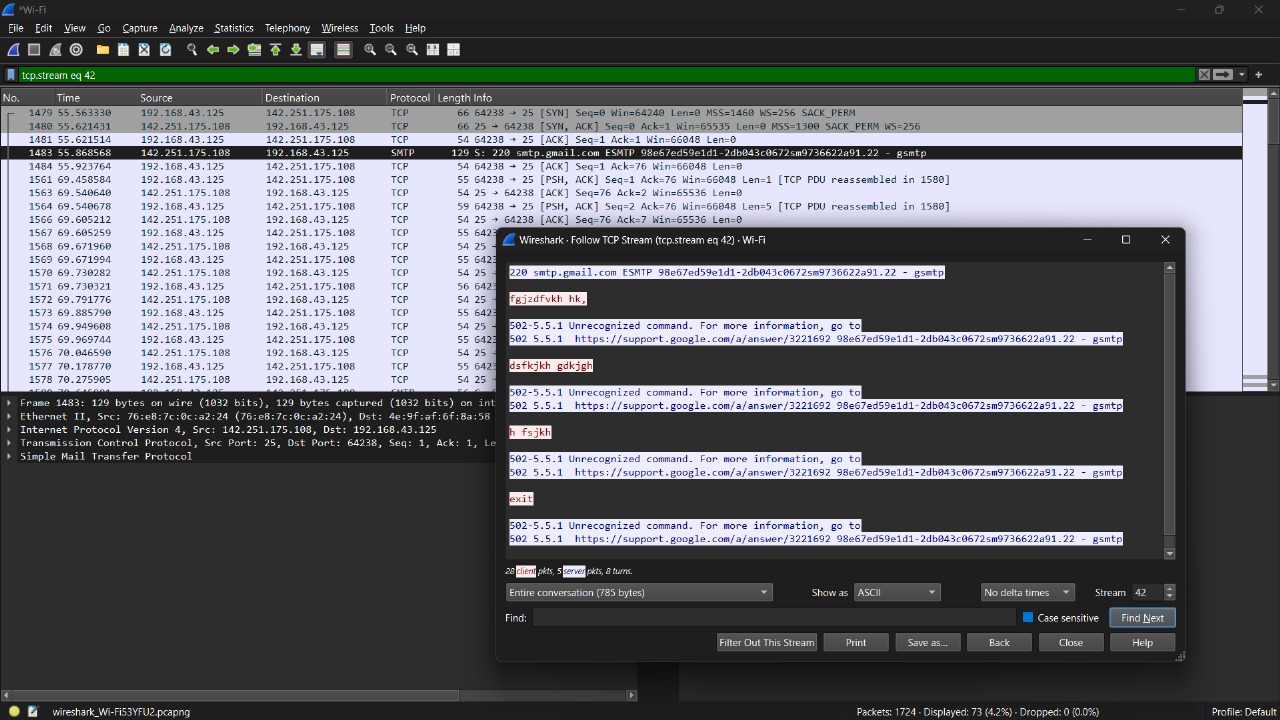 *Wi-Fi
File Edit View Go Capture Analyze Statistics Telephony Wireless Tools Help
tcp.stream eq 42
No. Time Source Destination Protocol Length Info
1479 55.563330 192.168.43.125 142.251.175.108 TCP 66 64238 → 25 [SYN] Seq=0 Win=64240 Len=0 MSS=1460 WS=256 SACK_PERM
1480 55.621431 142.251.175.108 192.168.43.125 TCP 66 25 → 64238 [SYN, ACK] Seq=0 Ack=1 Win=65535 Len=0 MSS=1300 SACK_PERM WS=256
1481 55.621514 192.168.43.125 142.251.175.108 TCP 54 64238 → 25 [ACK] Seq=1 Ack=1 Win=66048 Len=0
1483 55.868568 142.251.175.108 192.168.43.125 SMTP 129 S: 220 smtp.gmail.com ESMTP 98e67ed59e1d1-2db043c0672sm9736622a91.22 - gsmtp
1484 55.923764 192.168.43.125 142.251.175.108 TCP 54 64238 → 25 [ACK] Seq=1 Ack=76 Win=66048 Len=0
1561 69.458584 192.168.43.125 142.251.175.108 TCP 55 64238 → 25 [PSH, ACK] Seq=1 Ack=76 Win=66048 Len=1 [TCP PDU reassembled in 1580]
1563 69.540640 142.251.175.108 192.168.43.125 TCP 54 25 → 64238 [ACK] Seq=76 Ack=2 Win=65536 Len=0
1564 69.540678 192.168.43.125 142.251.175.108 TCP 59 64238 → 25 [PSH, ACK] Seq=2 Ack=76 Win=66048 Len=5 [TCP PDU reassembled in 1580]
1566 69.605212 142.251.175.108 192.168.43.125 TCP 54 25 → 64238 [ACK] Seq=76 Ack=7 Win=65536 Len=0
1567 69.605259 192.168.43.125 142.251.175.108 TCP 55 642
1568 69.671960 142.251.175.108 192.168.43.125 TCP 54 25
1569 69.671994 192.168.43.125 142.251.175.108 TCP 55 642
1570 69.730282 142.251.175.108 192.168.43.125 TCP 54 25
1571 69.730321 192.168.43.125 142.251.175.108 TCP 56 642
1572 69.791776 142.251.175.108 192.168.43.125 TCP 54 25
1573 69.885790 192.168.43.125 142.251.175.108 TCP 55 642
1574 69.949608 142.251.175.108 192.168.43.125 TCP 54 25
1575 69.969744 192.168.43.125 142.251.175.108 TCP 55 642
1576 70.046590 142.251.175.108 192.168.43.125 TCP 54 25
1577 70.178770 192.168.43.125 142.251.175.108 TCP 55 642
1578 70.275905 142.251.175.108 192.168.43.125 TCP 54 25
Frame 1483: 129 bytes on wire (1032 bits), 129 bytes captured (1032 bits) on int
Ethernet II, Src: 76:e8:7c:0c:a2:24 (76:e8:7c:0c:a2:24), Dst: 4e:9f:af:6f:8a:58
Internet Protocol Version 4, Src: 142.251.175.108, Dst: 192.168.43.125
Transmission Control Protocol, Src Port: 25, Dst Port: 64238, Seq: 1, Ack: 1, Le
Simple Mail Transfer Protocol
Wireshark · Follow TCP Stream (tcp.stream eq 42) · Wi-Fi
220 smtp.gmail.com ESMTP 98e67ed59e1d1-2db043c0672sm9736622a91.22 - gsmtp
fgjzdfvkh hk,
502-5.5.1 Unrecognized command. For more information, go to
502 5.5.1 https://support.google.com/a/answer/3221692 98e67ed59e1d1-2db043c0672sm9736622a91.22 - gsmtp
dsfkjkh gdkjgh
502-5.5.1 Unrecognized command. For more information, go to
502 5.5.1 https://support.google.com/a/answer/3221692 98e67ed59e1d1-2db043c0672sm9736622a91.22 - gsmtp
h fsjkh
502-5.5.1 Unrecognized command. For more information, go to
502 5.5.1 https://support.google.com/a/answer/3221692 98e67ed59e1d1-2db043c0672sm9736622a91.22 - gsmtp
exit
502-5.5.1 Unrecognized command. For more information, go to
502 5.5.1 https://support.google.com/a/answer/3221692 98e67ed59e1d1-2db043c0672sm9736622a91.22 - gsmtp
28 client pkts, 5 server pkts, 8 turns.
Entire conversation (785 bytes) Show as ASCII No delta times Stream 42
Find: Case sensitive Find Next
Filter Out This Stream Print Save as... Back Close Help
wireshark_Wi-Fi53YFU2.pcapng Packets: 1724 · Displayed: 73 (4.2%) · Dropped: 0 (0.0%) Profile: Default